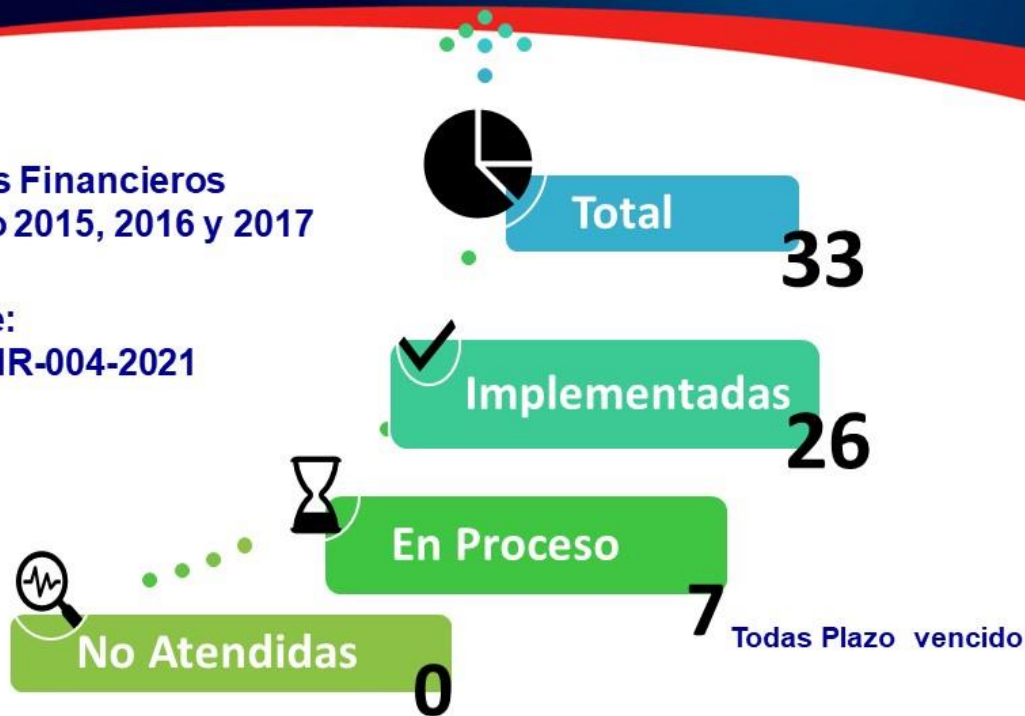 s Financieros
o 2015, 2016 y 2017
e:
IR-004-2021
Total
33
Implementadas
26
En Proceso
7
Todas Plazo vencido
No Atendidas
0